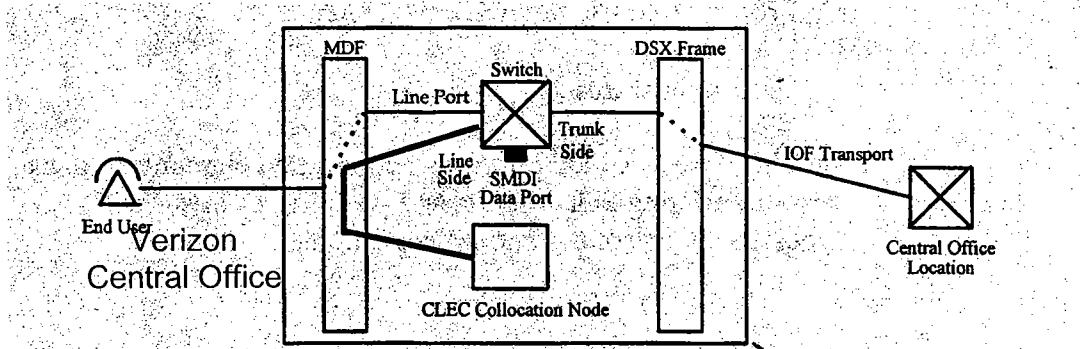 MDF
DSX Frame
Switch
Line Port
Trunk
Side
Line
Side
SMDI
Data Port
IOF Transport
End User
Verizon
Central Office
Central Office
Location
CLEC Collocation Node